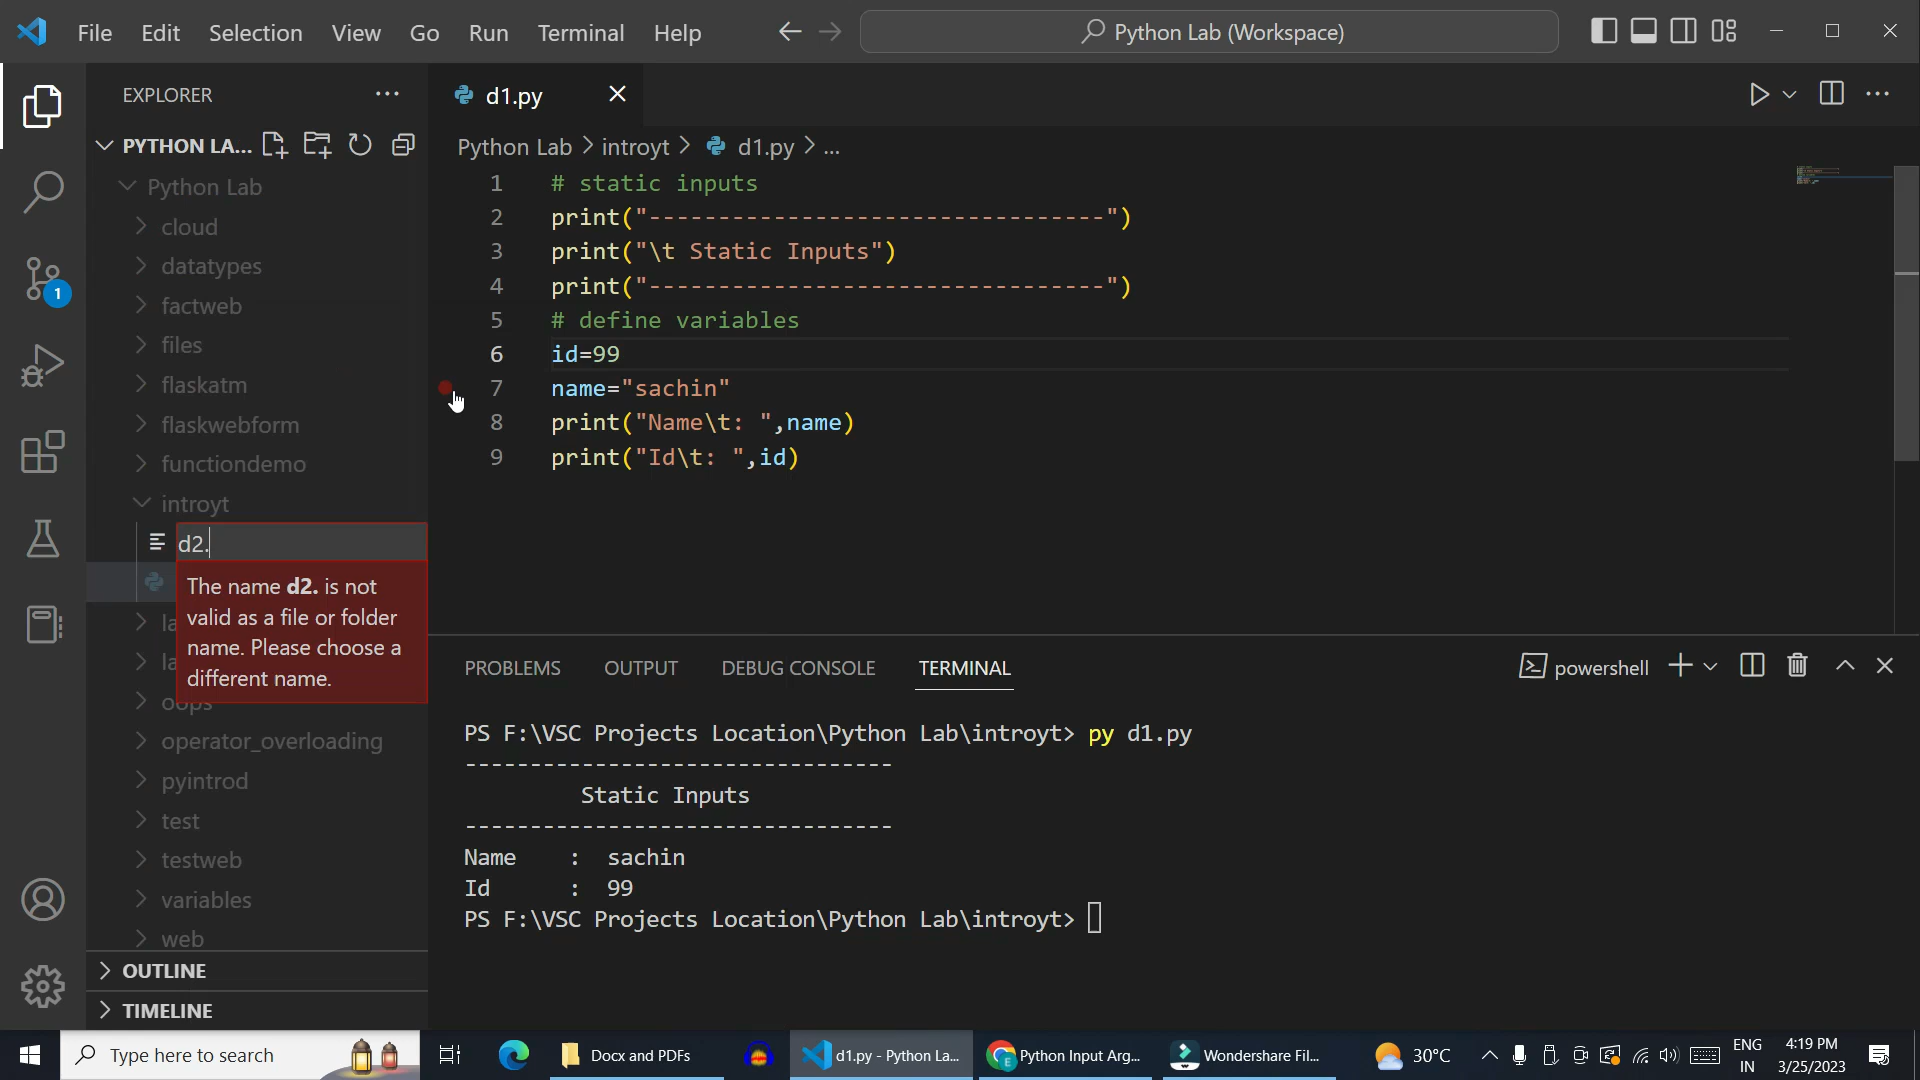 File Edit Selection View Go Run Terminal Help
Python Lab (Workspace)
EXPLORER
PYTHON LA...
Python Lab
cloud
datatypes
factweb
files
flaskatm
flaskwebform
functiondemo
introyt
d2.
The name d2. is not
valid as a file or folder
name. Please choose a
different name.
la
la
oops
operator_overloading
pyintrod
test
testweb
variables
web
OUTLINE
TIMELINE
1
d1.py
Python Lab > introyt > d1.py > ...
1 # static inputs
2 print("---------------------------------")
3 print("\t Static Inputs")
4 print("---------------------------------")
5 # define variables
6 id=99
7 name="sachin"
8 print("Name\t: ",name)
9 print("Id\t: ",id)
PROBLEMS OUTPUT DEBUG CONSOLE TERMINAL
powershell
PS F:\VSC Projects Location\Python Lab\introyt> py d1.py
---------------------------------
Static Inputs
---------------------------------
Name : sachin
Id : 99
PS F:\VSC Projects Location\Python Lab\introyt>
Type here to search
Docx and PDFs
d1.py - Python La...
Python Input Arg...
Wondershare Fil...
30°C
ENG
IN
4:19 PM
3/25/2023